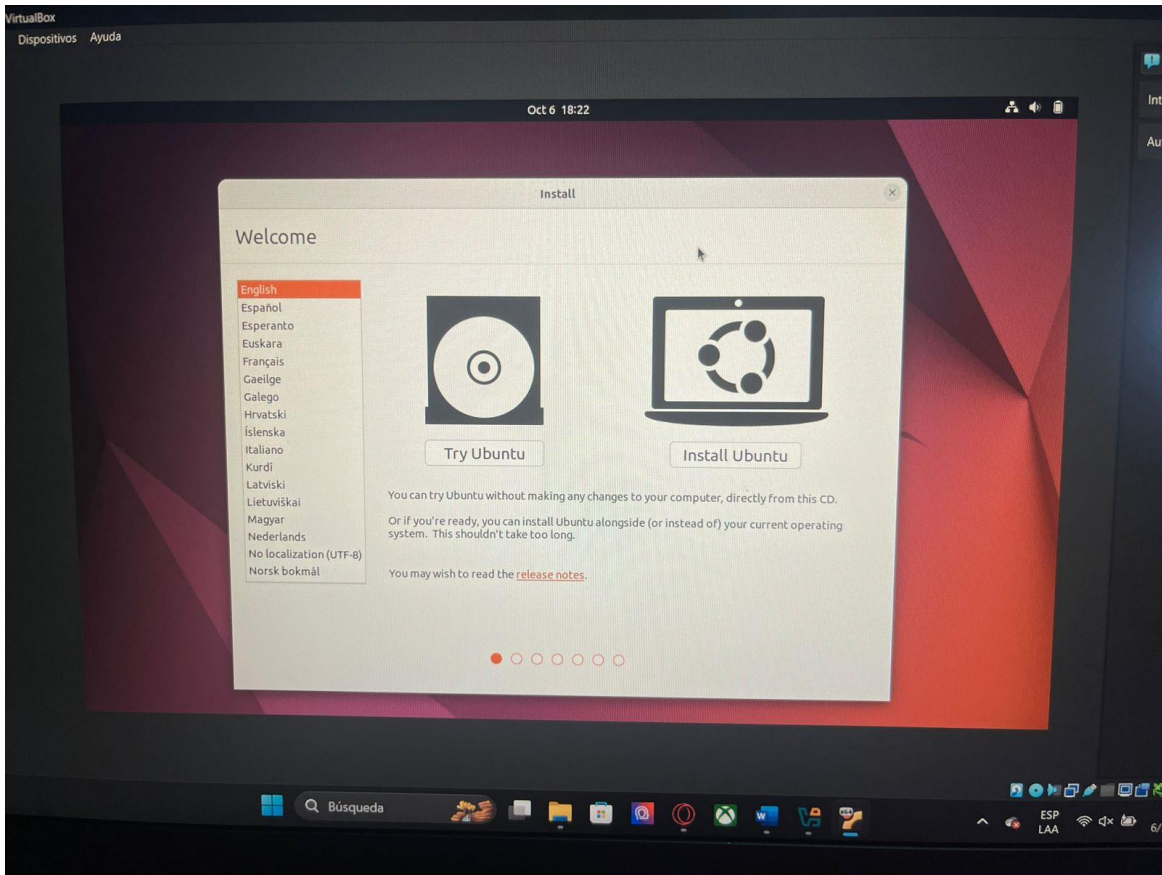 VirtualBox
Dispositivos Ayuda
Int
Au
Oct 6 18:22
Install
Welcome
English
Español
Esperanto
Euskara
Français
Gaeilge
Galego
Hrvatski
Íslenska
Italiano
Kurdî
Latviski
Lietuviškai
Magyar
Nederlands
No localization (UTF-8)
Norsk bokmål
Try Ubuntu
Install Ubuntu
You can try Ubuntu without making any changes to your computer, directly from this CD.
Or if you're ready, you can install Ubuntu alongside (or instead of) your current operating
system. This shouldn't take too long.
You may wish to read the release notes.
Búsqueda
W
X64
ESP
LAA
6/